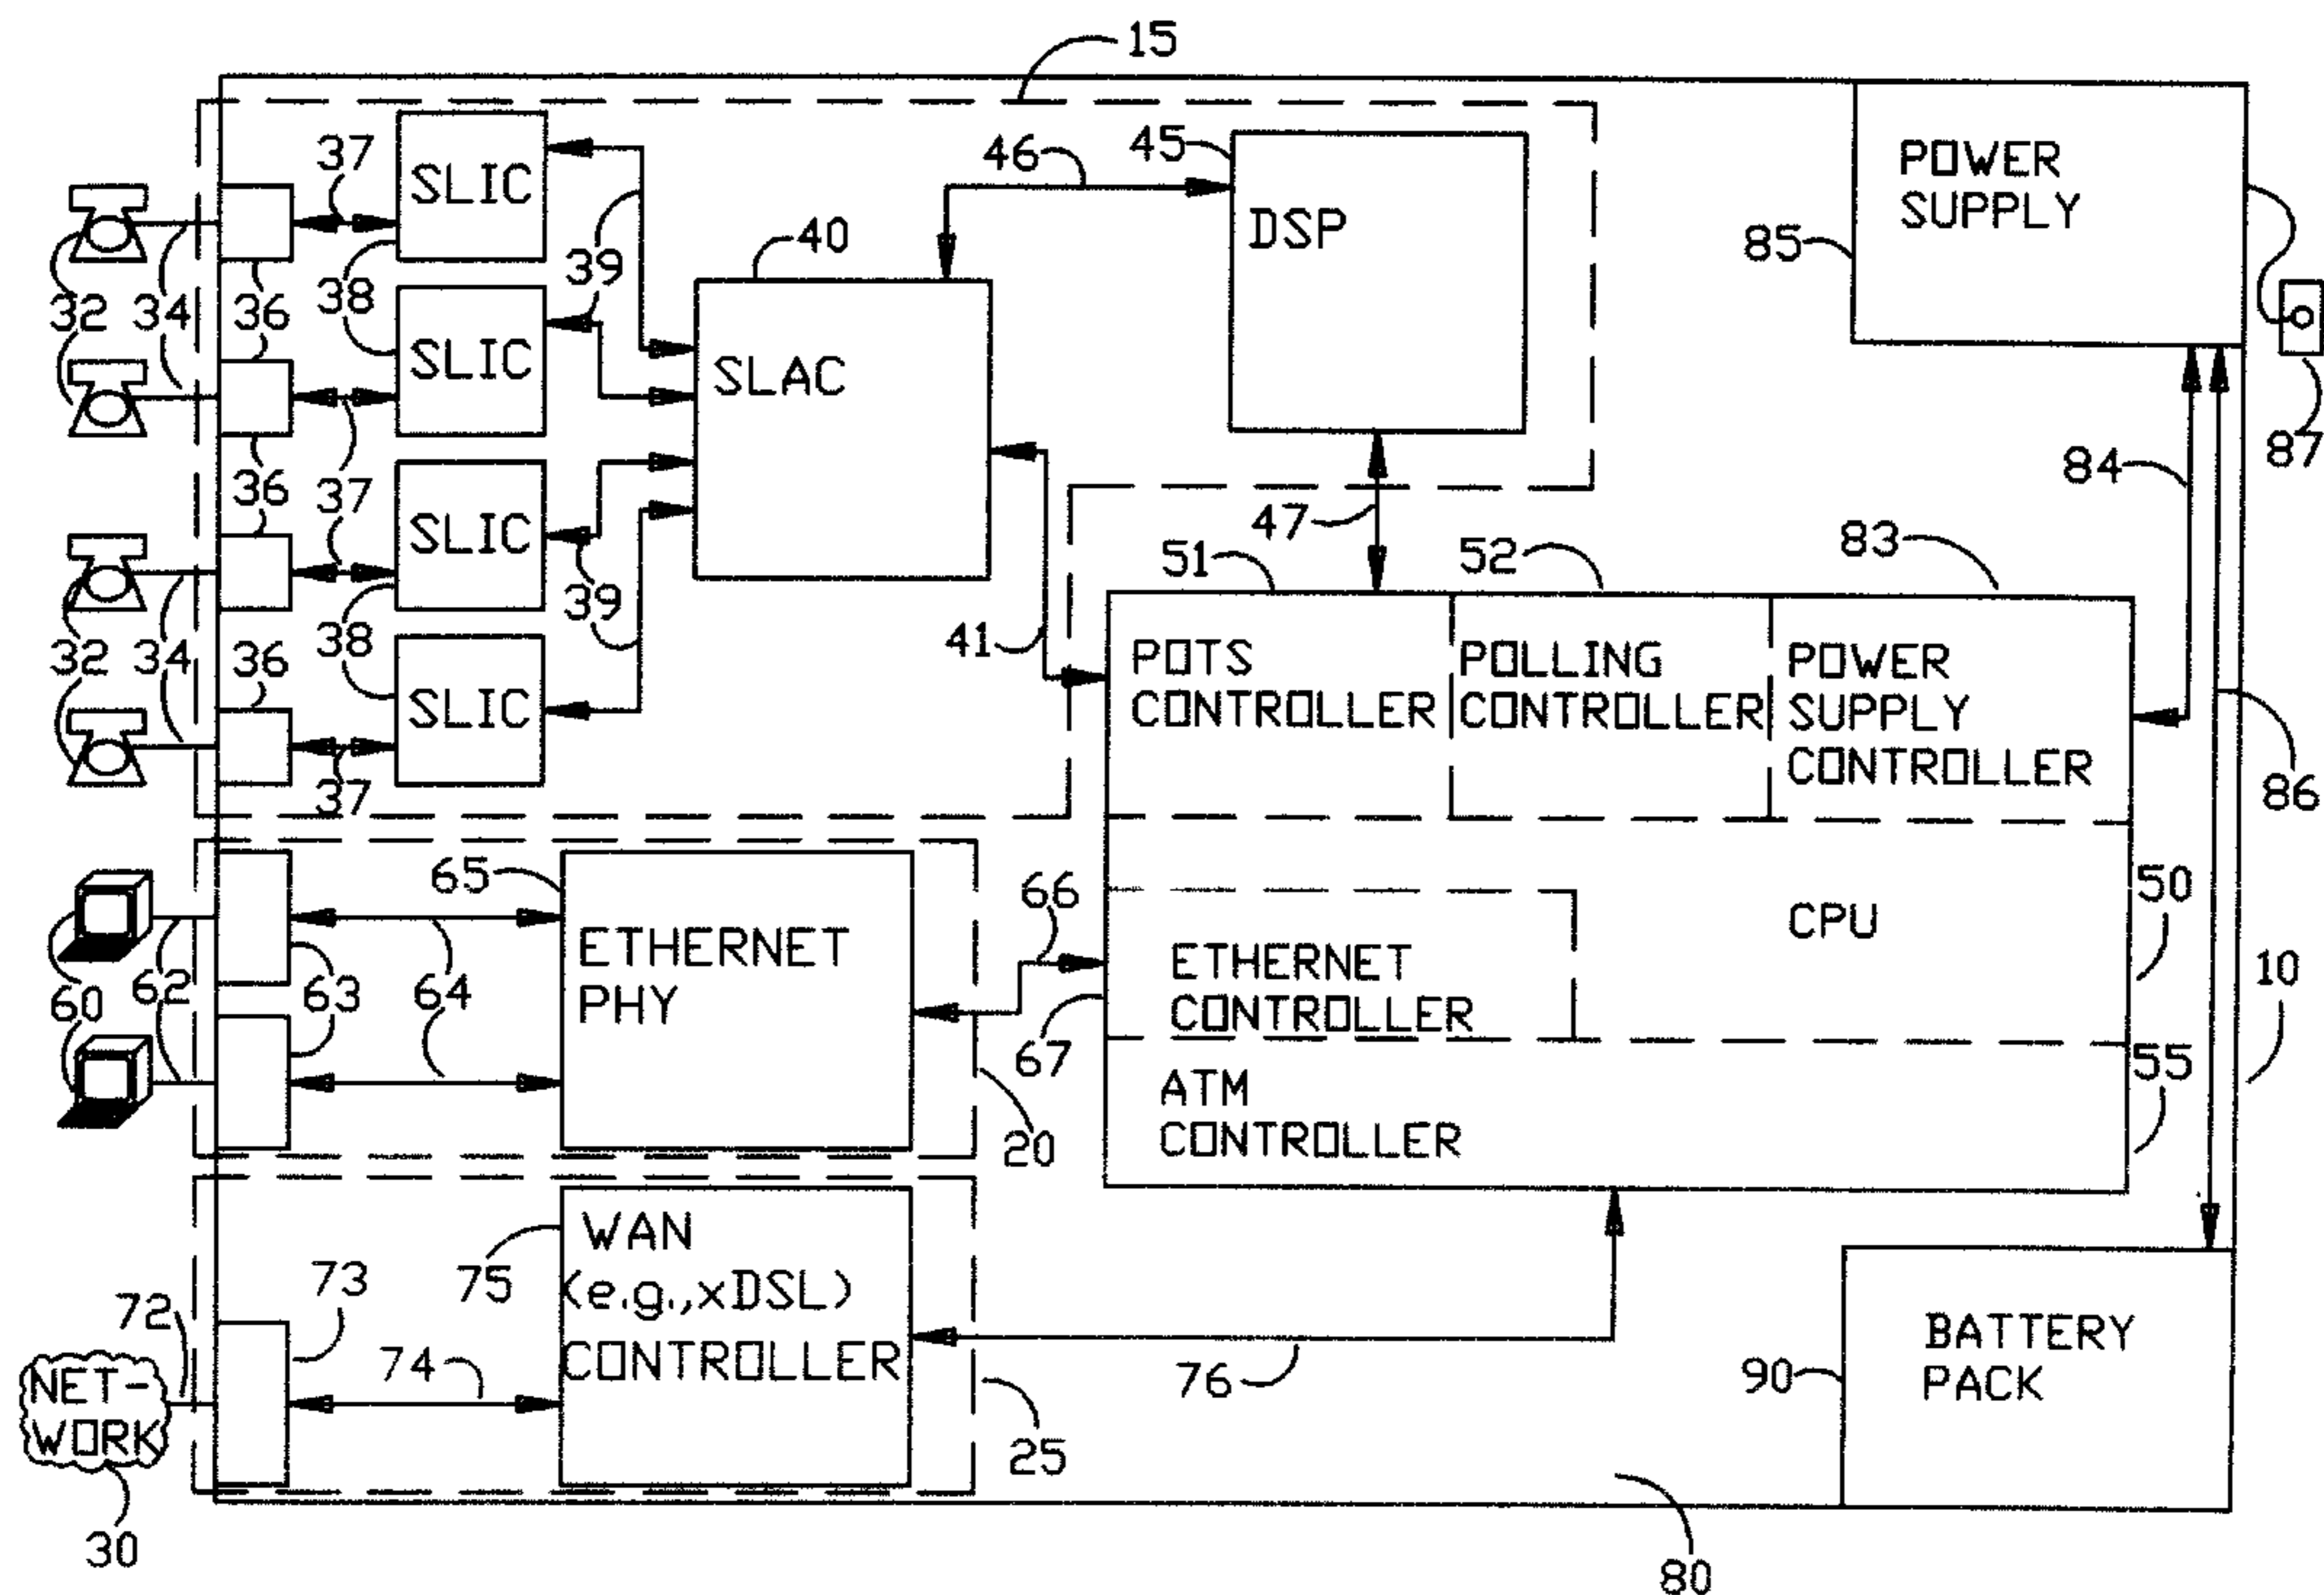 15
37
SLIC
46
45
DSP
POWER
SUPPLY
85
40
39
32
34
36
38
SLIC
SLAC
87
84
36
37
SLIC
39
47
51
52
83
32
34
36
38
SLIC
41
POTS
CONTROLLER
POLLING
CONTROLLER
POWER
SUPPLY
CONTROLLER
37
86
65
ETHERNET
PHY
66
CPU
50
60
62
63
64
ETHERNET
CONTROLLER
10
67
20
ATM
CONTROLLER
55
WAN
(e.g.,xDSL)
CONTROLLER
75
73
72
74
76
NET-
WORK
25
90
BATTERY
PACK
30
80